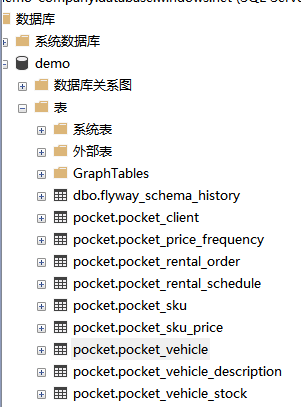 数据库
系统数据库
demo
数据库关系图
表
系统表
外部表
GraphTables
dbo.flyway_schema_history
pocket.pocket_client
pocket.pocket_price_frequency
pocket.pocket_rental_order
pocket.pocket_rental_schedule
pocket.pocket_sku
pocket.pocket_sku_price
pocket.pocket_vehicle
pocket.pocket_vehicle_description
pocket.pocket_vehicle_stock